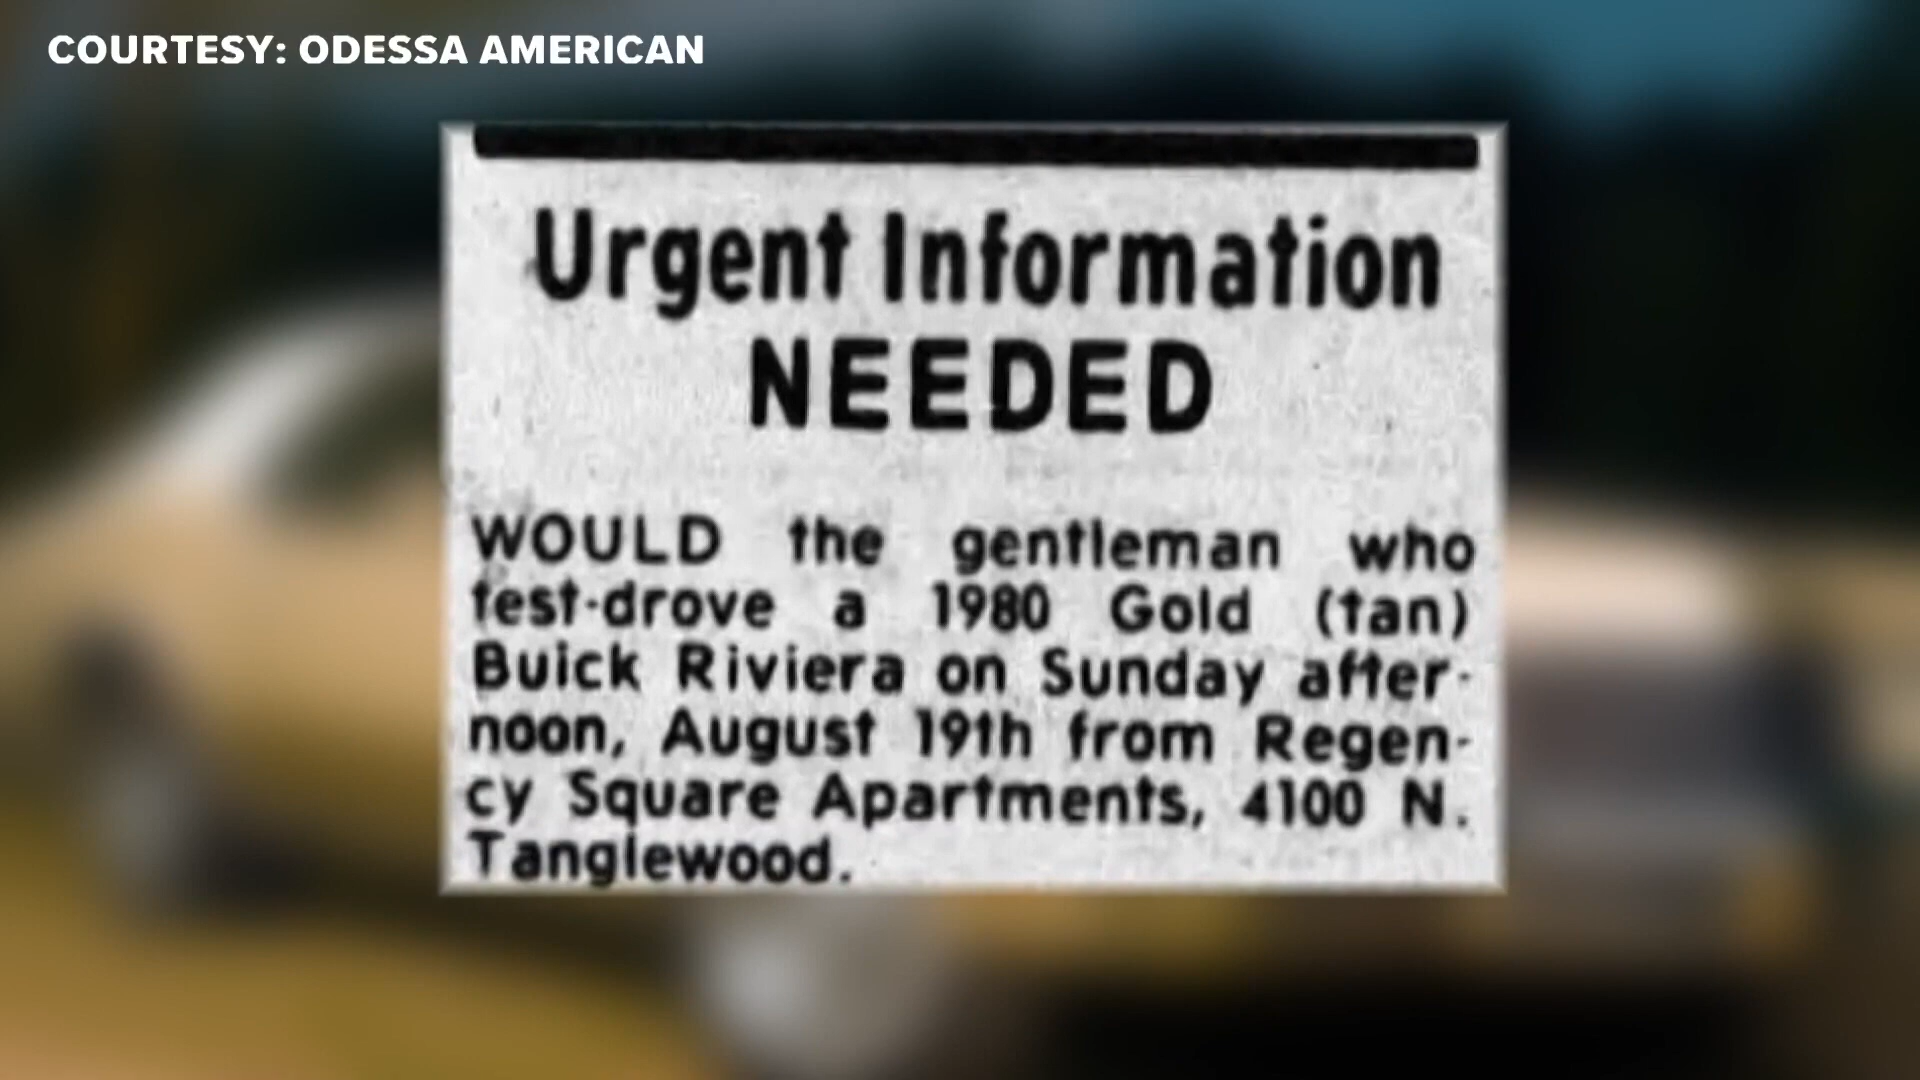 COURTESY: ODESSA AMERICAN
Urgent Information
NEEDED
WOULD the gentleman who
test-drove a 1980 Gold (tan)
Buick Riviera on Sunday after-
noon, August 19th from Regen-
cy Square Apartments, 4100 N.
Tanglewood.